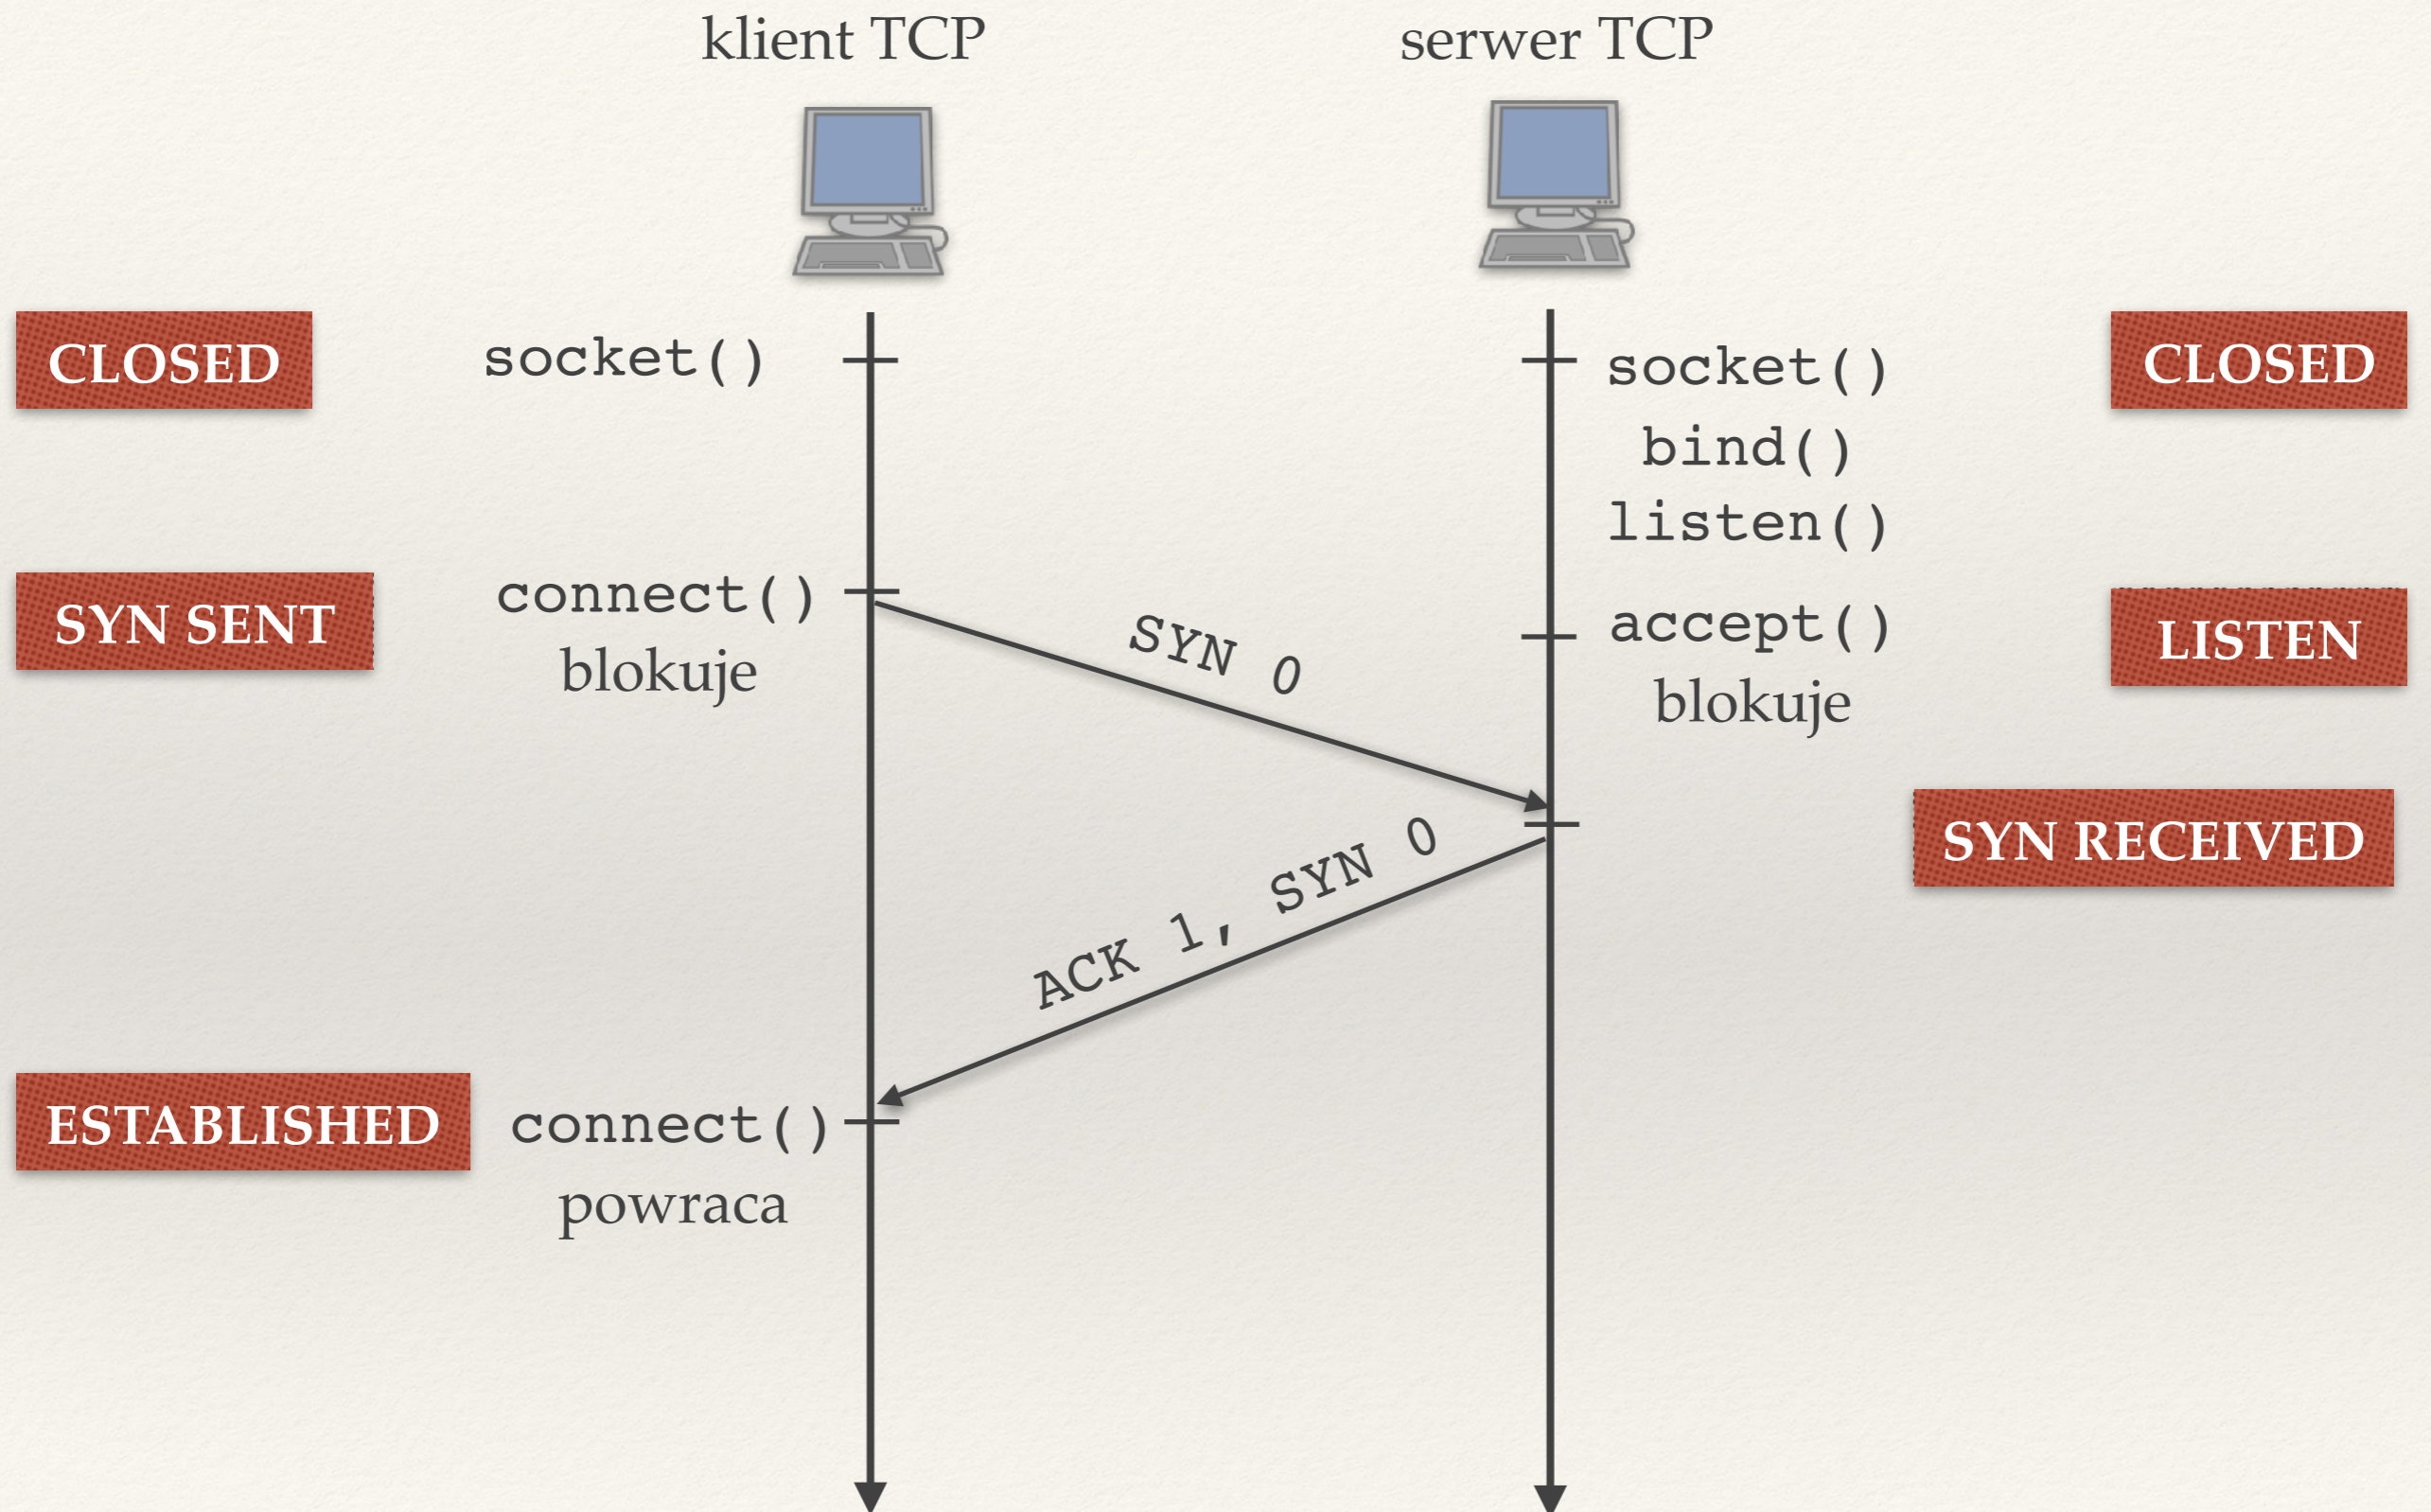 klient TCP
serwer TCP
CLOSED
socket()
socket()
CLOSED
bind()
listen()
SYN SENT
connect()
blokuje
SYN 0
accept()
blokuje
LISTEN
SYN RECEIVED
ACK 1, SYN 0
ESTABLISHED
connect()
powraca